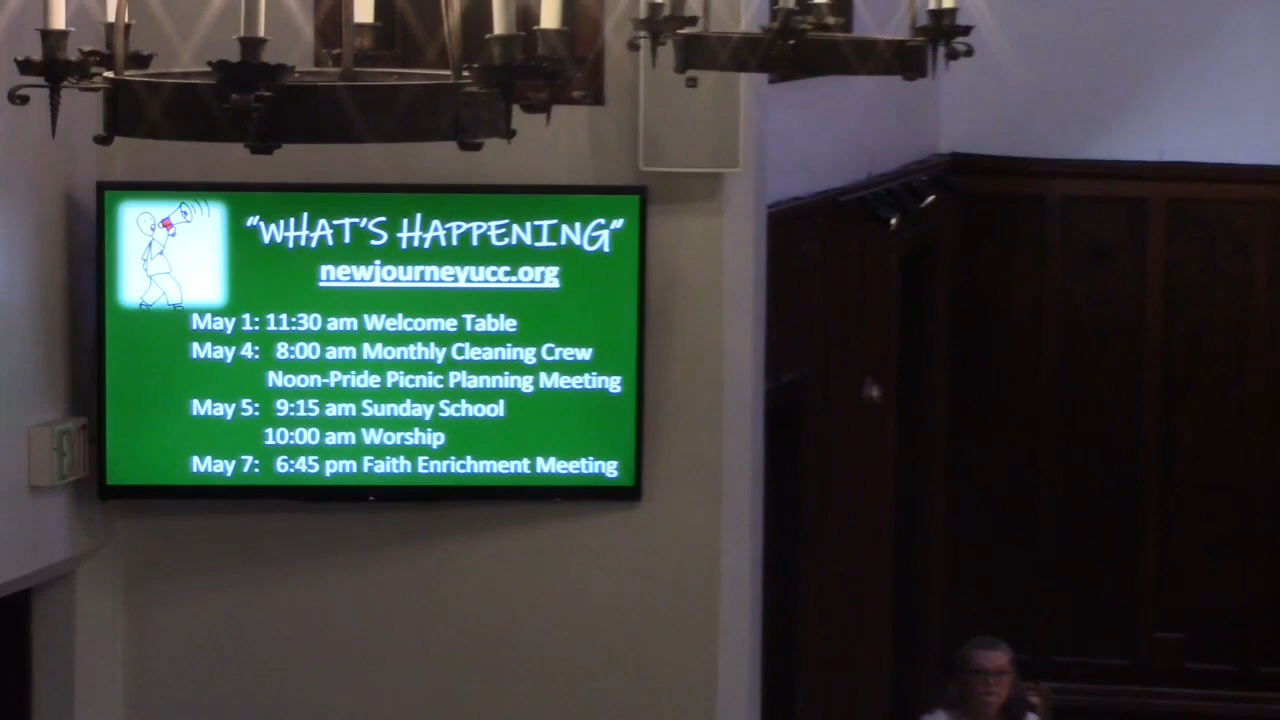 "WHAT'S HAPPENING"
newjourneyucc.org
May 1: 11:30 am Welcome Table
May 4: 8:00 am Monthly Cleaning Crew
Noon-Pride Picnic Planning Meeting
May 5: 9:15 am Sunday School
10:00 am Worship
May 7: 6:45 pm Faith Enrichment Meeting